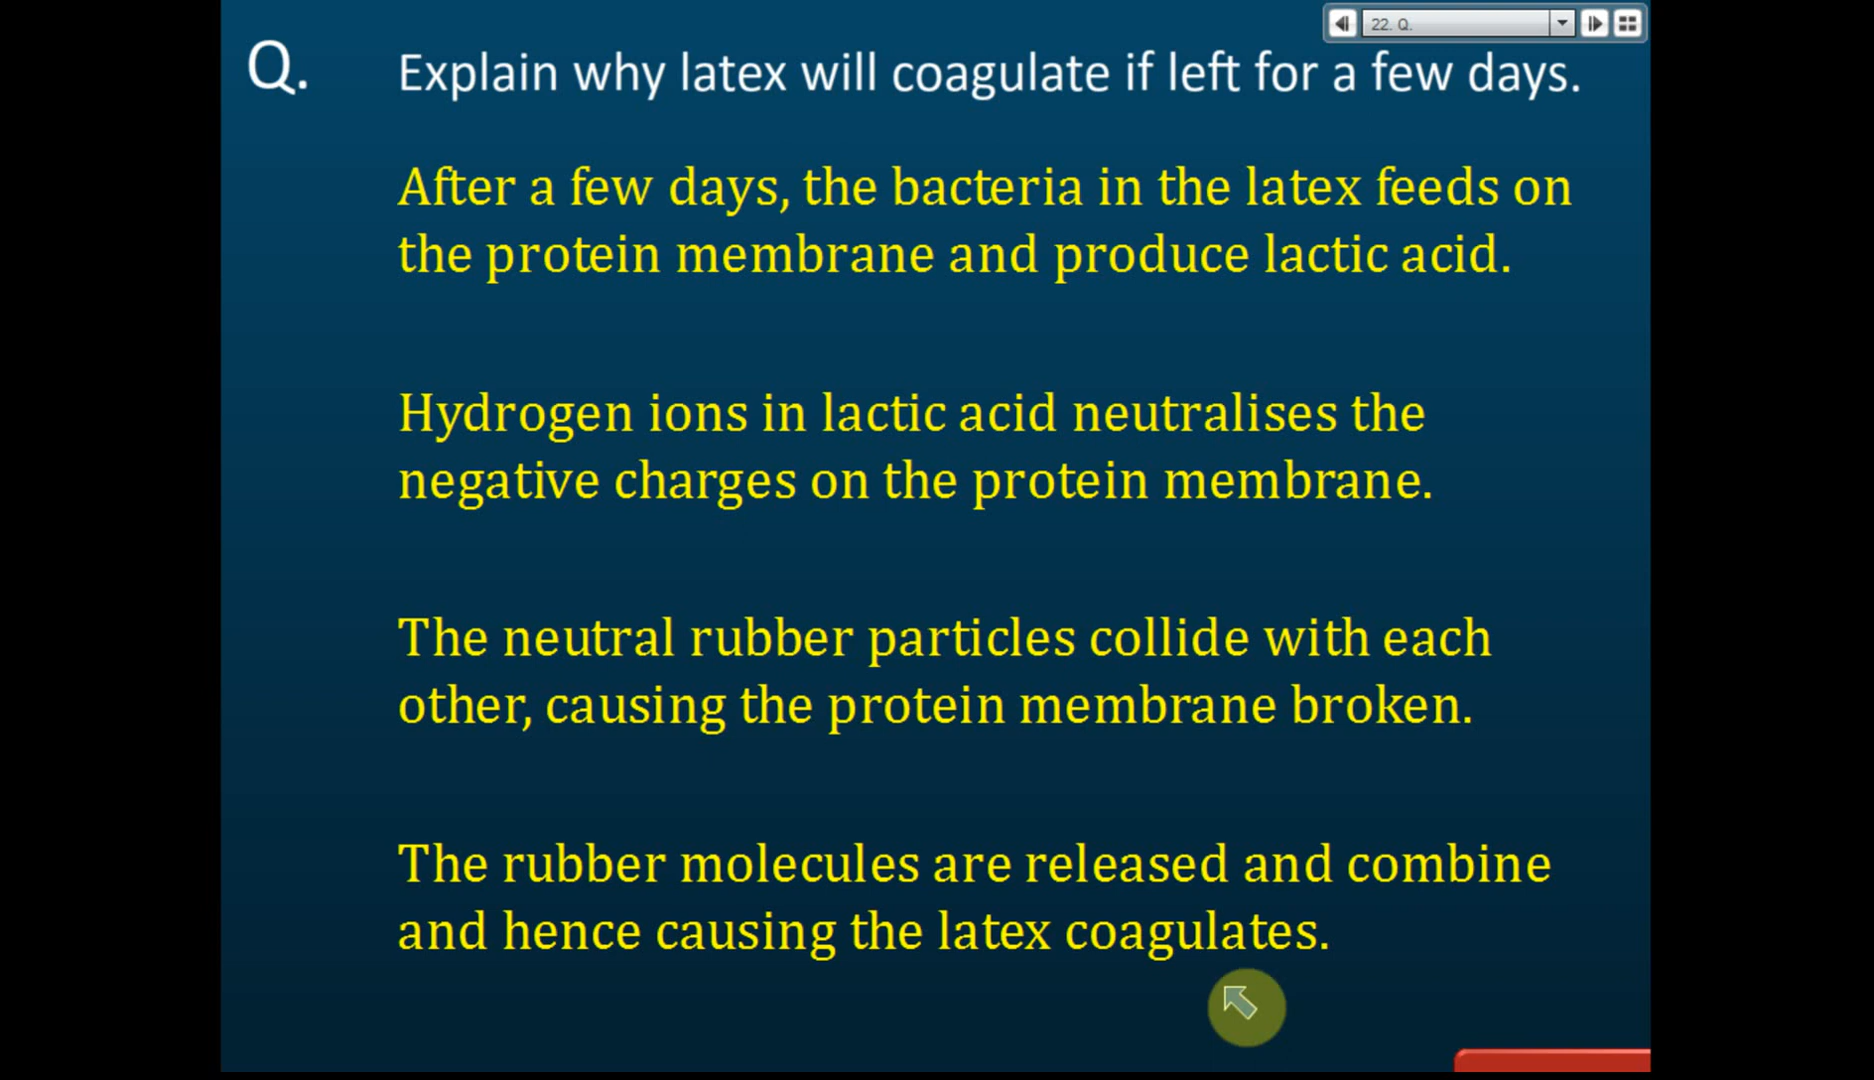 22. Q.
Q. Explain why latex will coagulate if left for a few days.
After a few days, the bacteria in the latex feeds on
the protein membrane and produce lactic acid.
Hydrogen ions in lactic acid neutralises the
negative charges on the protein membrane.
The neutral rubber particles collide with each
other, causing the protein membrane broken.
The rubber molecules are released and combine
and hence causing the latex coagulates.